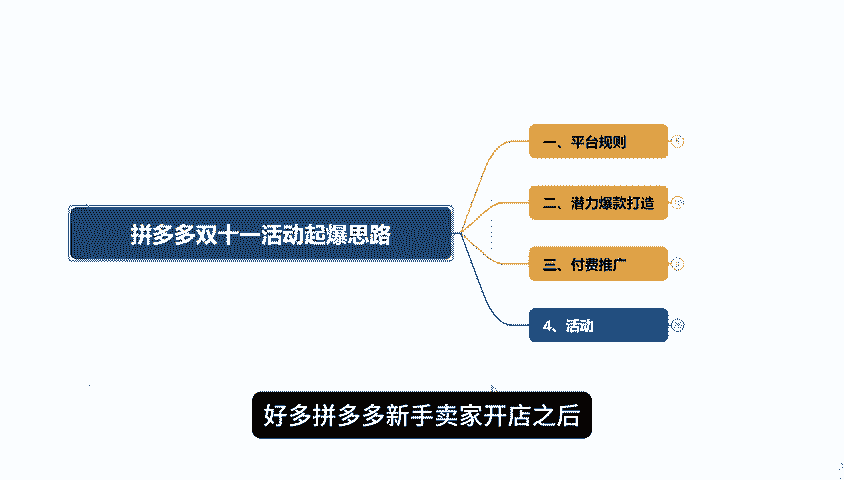 拼多多双十一活动起爆思路
一、平台规则
二、潜力爆款打造
三、付费推广
4、活动
好多拼多多新手卖家开店之后